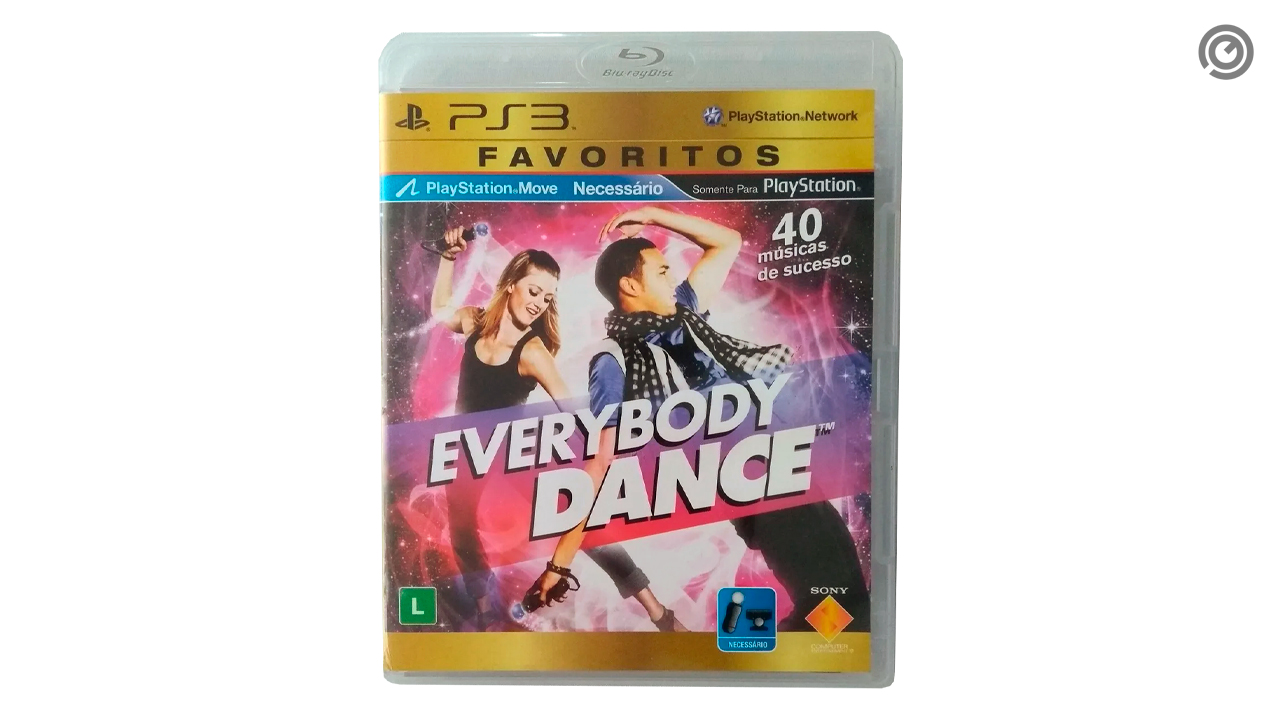 Blu-ray Disc
PS3
PlayStation®Network
FAVORITOS
PlayStation®Move Necessário
Somente Para PlayStation®
40
músicas
de sucesso
EVERYBODY
DANCE™
L
NECESSÁRIO
SONY
COMPUTER